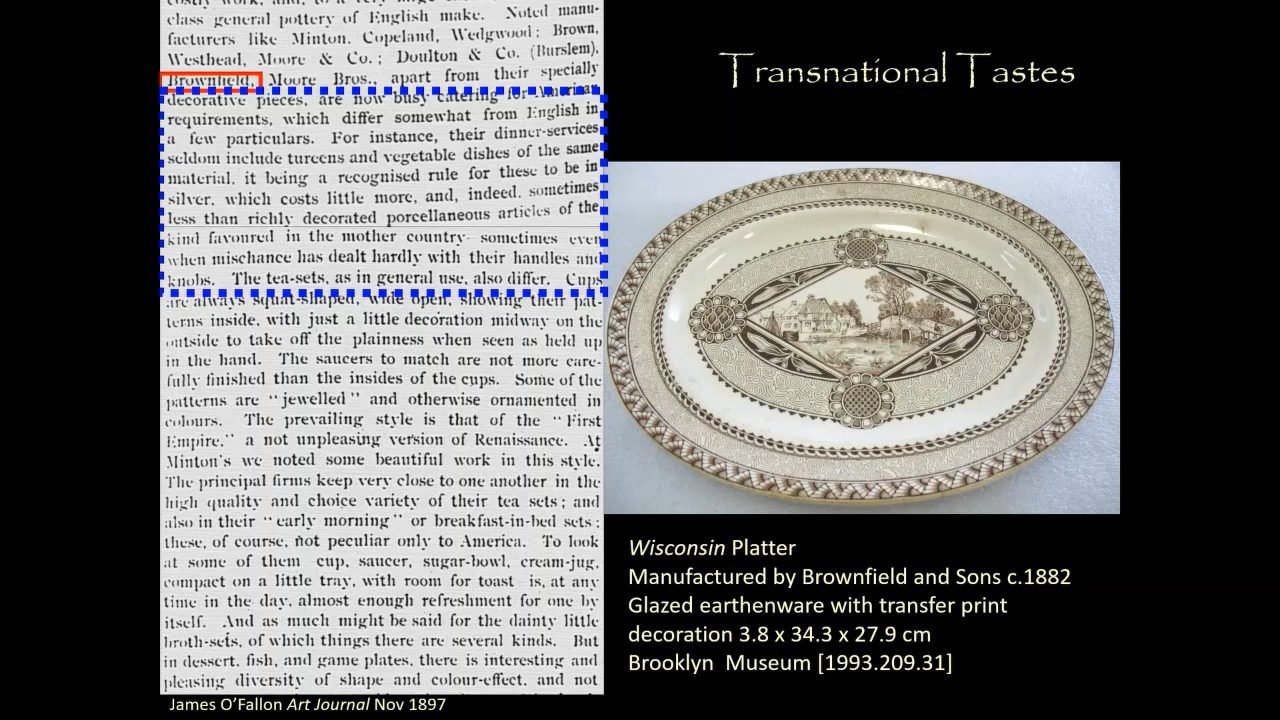 class general pottery of English make. Noted manu-
facturers like Minton, Copeland, Wedgwood; Brown,
Westhead, Moore & Co.; Doulton & Co. (Burslem),
Brownfield, Moore Bros., apart from their specially
decorative pieces, are now busy catering for American
requirements, which differ somewhat from English in
a few particulars. For instance, their dinner-services
seldom include tureens and vegetable dishes of the same
material, it being a recognised rule for these to be in
silver, which costs little more, and, indeed, sometimes
less than richly decorated porcellaneous articles of the
kind favoured in the mother country sometimes even
when mischance has dealt hardly with their handles and
knobs. The tea-sets, as in general use, also differ. Cups
are always squat-shaped, wide open, showing their pat-
terns inside, with just a little decoration midway on the
outside to take off the plainness when seen as held up
in the hand. The saucers to match are not more care-
fully finished than the insides of the cups. Some of the
patterns are "jewelled" and otherwise ornamented in
colours. The prevailing style is that of the "First
Empire," a not unpleasing version of Renaissance. At
Minton's we noted some beautiful work in this style.
The principal firms keep very close to one another in the
high quality and choice variety of their tea sets; and
also in their "early morning" or breakfast-in-bed sets;
these, of course, not peculiar only to America. To look
at some of them cup, saucer, sugar-bowl, cream-jug,
compact on a little tray, with room for toast is, at any
time in the day, almost enough refreshment for one by
itself. And as much might be said for the dainty little
broth-sets, of which things there are several kinds. But
in dessert, fish, and game plates, there is interesting and
pleasing diversity of shape and colour-effect, and not
James O'Fallon Art Journal Nov 1897
Transnational Tastes
Wisconsin Platter
Manufactured by Brownfield and Sons c.1882
Glazed earthenware with transfer print
decoration 3.8 x 34.3 x 27.9 cm
Brooklyn Museum [1993.209.31]